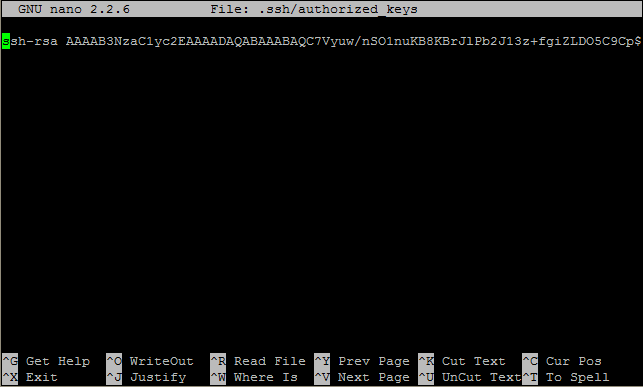 GNU nano 2.2.6 File: .ssh/authorized_keys
ssh-rsa AAAAB3NzaC1yc2EAAAADAQABAAABAQC7Vyuw/nSO1nuKB8KBrJlPb2J13z+fgiZLDO5C9Cp$
^G Get Help ^O WriteOut ^R Read File ^Y Prev Page ^K Cut Text ^C Cur Pos
^X Exit ^J Justify ^W Where Is ^V Next Page ^U UnCut Text ^T To Spell